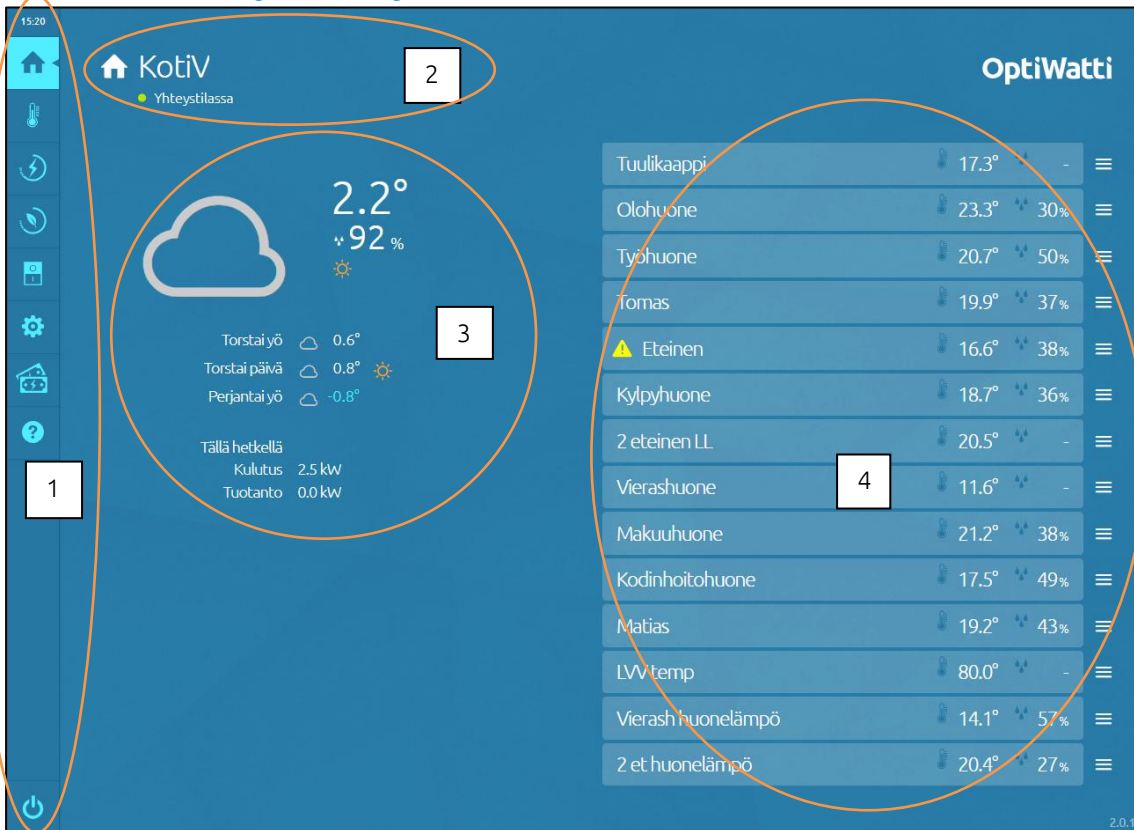 15:20
KotiV
Yhteystilassa
2
OptiWatti
2.2°
92 %
3
Torstai yö 0.6°
Torstai päivä 0.8°
Perjantai yö -0.8°
Tällä hetkellä
Kulutus 2.5 kW
Tuotanto 0.0 kW
1
Tuulikaappi 17.3° -
Olohuone 23.3° 30%
Työhuone 20.7° 50%
Tomas 19.9° 37%
Eteinen 16.6° 38%
Kylpyhuone 18.7° 36%
2 eteinen LL 20.5° -
Vierashuone 4 11.6° -
Makuuhuone 21.2° 38%
Kodinhoitohuone 17.5° 49%
Matias 19.2° 43%
LVV temp 80.0° -
Vierash huonelämpö 14.1° 57%
2 et huonelämpö 20.4° 27%
2.0.1